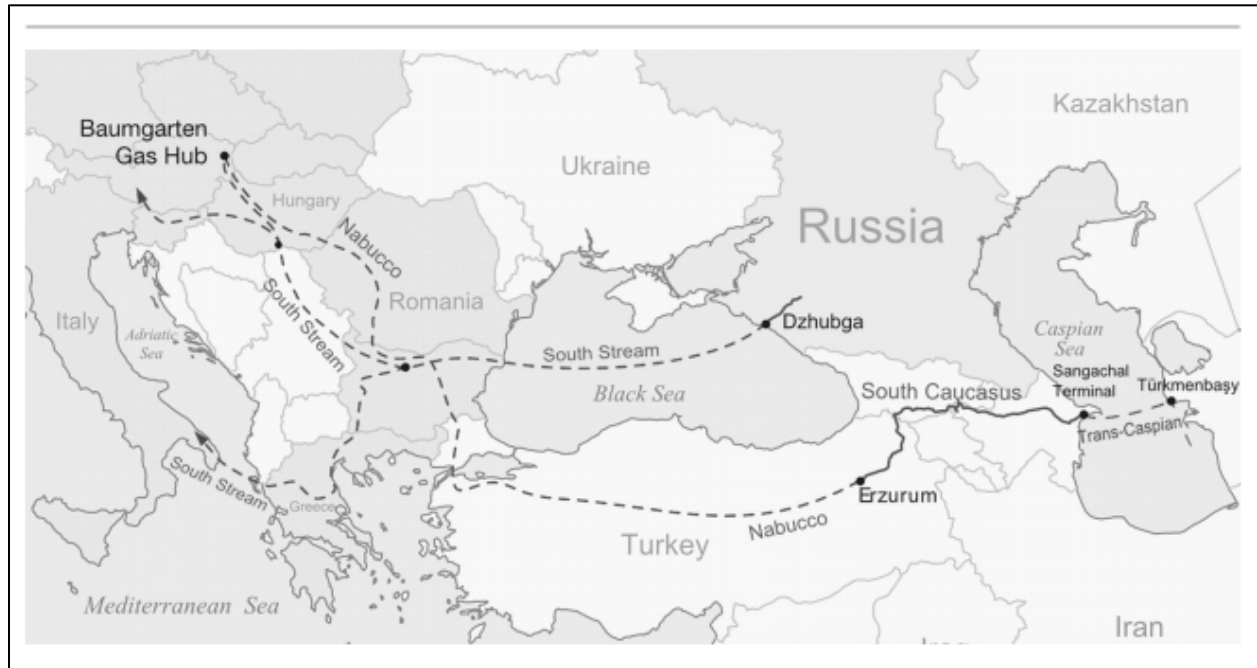 Kazakhstan
Baumgarten
Gas Hub
Ukraine
Hungary
Russia
Nabucco
Romania
South Stream
Italy
Adriatic
Sea
Dzhubga
South Stream
Caspian
Sea
Black Sea
South Caucasus
Sangachal
Terminal
Türkmenbaşy
Trans-Caspian
South Stream
Greece
Erzurum
Nabucco
Turkey
Mediterranean Sea
Iran